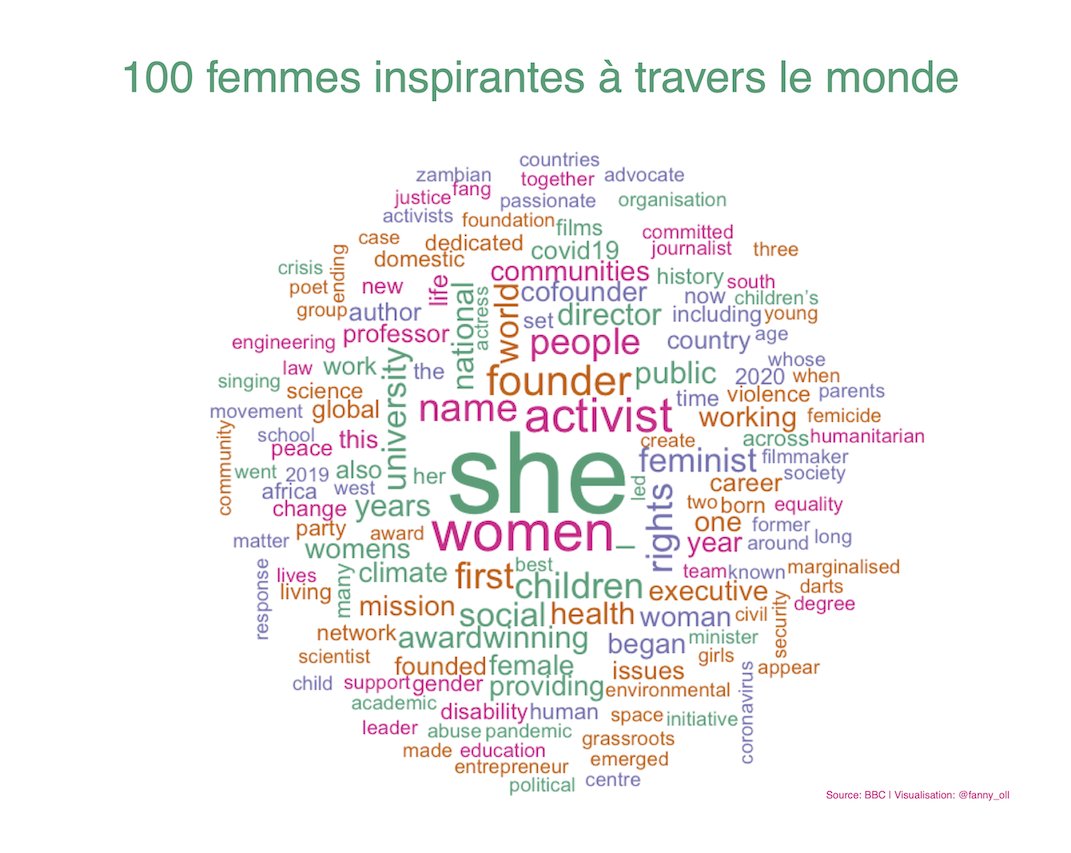 100 femmes inspirantes à travers le monde
countries
zambian
together
advocate
fang
justice
passionate
organisation
activists
foundation
films
committed
case
dedicated
covid19
journalist
three
domestic
crisis
ending
communities
history
south
poet
new
life
national
actress
world
cofounder
now
children's
group
author
set
director
including
young
engineering
professor
people
country
age
law
work
university
the
founder
public
2020
whose
when
singing
science
name
activist
time
violence
parents
movement
global
working
femicide
community
school
peace
this
create
across
humanitarian
went
2019
also
her
she
led
feminist
filmmaker
society
africa
west
career
change
years
rights
two
born
equality
party
award
women
_
one
former
matter
womens
year
around
long
response
lives
many
climate
first
best
children
team
known
marginalised
living
executive
darts
mission
social
health
woman
civil
security
degree
network
awardwinning
began
minister
scientist
founded
female
issues
girls
appear
child
support
gender
providing
environmental
coronavirus
academic
disability
human
space
initiative
leader
abuse
pandemic
grassroots
made
education
emerged
entrepreneur
political
centre
Source: BBC | Visualisation: @fanny_oll